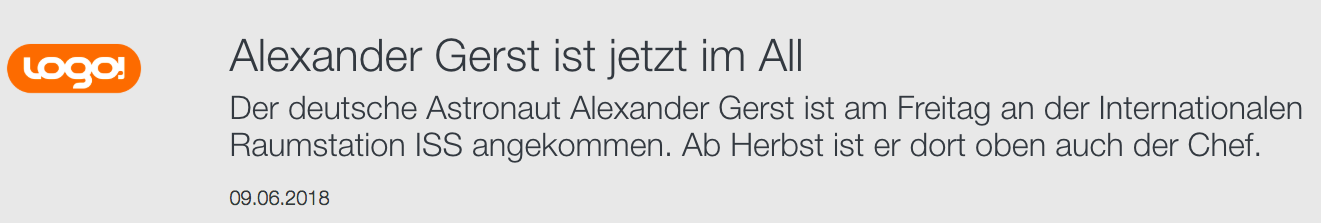 logo!
Alexander Gerst ist jetzt im All
Der deutsche Astronaut Alexander Gerst ist am Freitag an der Internationalen
Raumstation ISS angekommen. Ab Herbst ist er dort oben auch der Chef.
09.06.2018